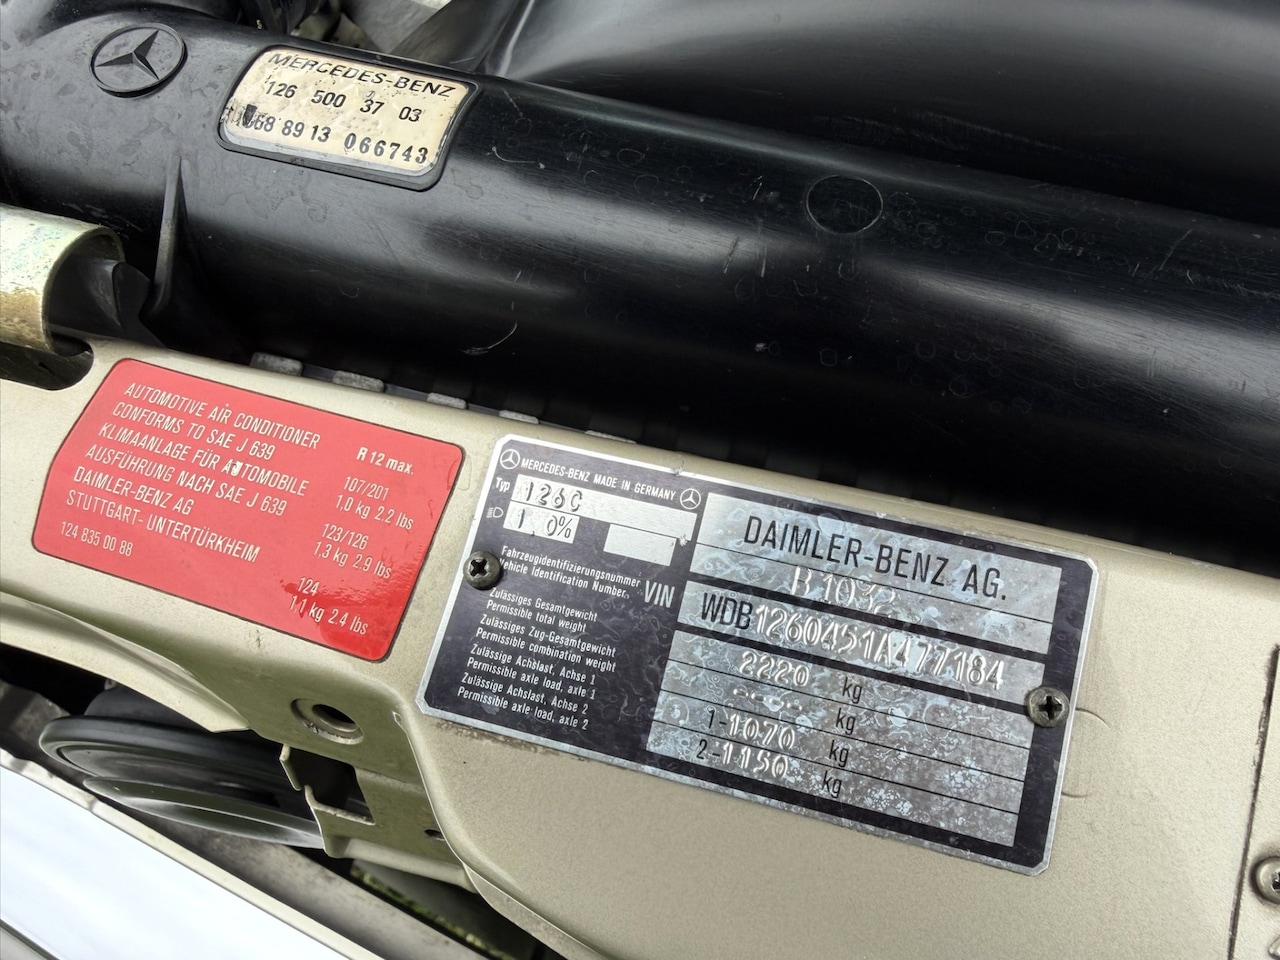 MERCEDES-BENZ
126 500 37 03
68 89 13 066743
AUTOMOTIVE AIR CONDITIONER
CONFORMS TO SAE J 639
KLIMAANLAGE FÜR AUTOMOBILE
AUSFÜHRUNG NACH SAE J 639
DAIMLER-BENZ AG
STUTTGART-UNTERTÜRKHEIM
124 835 00 88
R 12 max.
107/201
1,0 kg 2.2 lbs
123/126
1.3 kg 2.9 lbs
124
1,1 kg 2.4 lbs
MERCEDES-BENZ MADE IN GERMANY
Typ 126C
1,0%
DAIMLER-BENZ AG.
B1032
Fahrzeugidentifizierungsnummer
Vehicle Identification Number.
VIN WDB1260451A477184
Zulässiges Gesamtgewicht
Permissible total weight
2220 kg
Zulässiges Zug-Gesamtgewicht
Permissible combination weight
-.-- kg
Zulässige Achslast, Achse 1
Permissible axle load, axle 1
1-1070 kg
Zulässige Achslast, Achse 2
Permissible axle load, axle 2
2-1150 kg